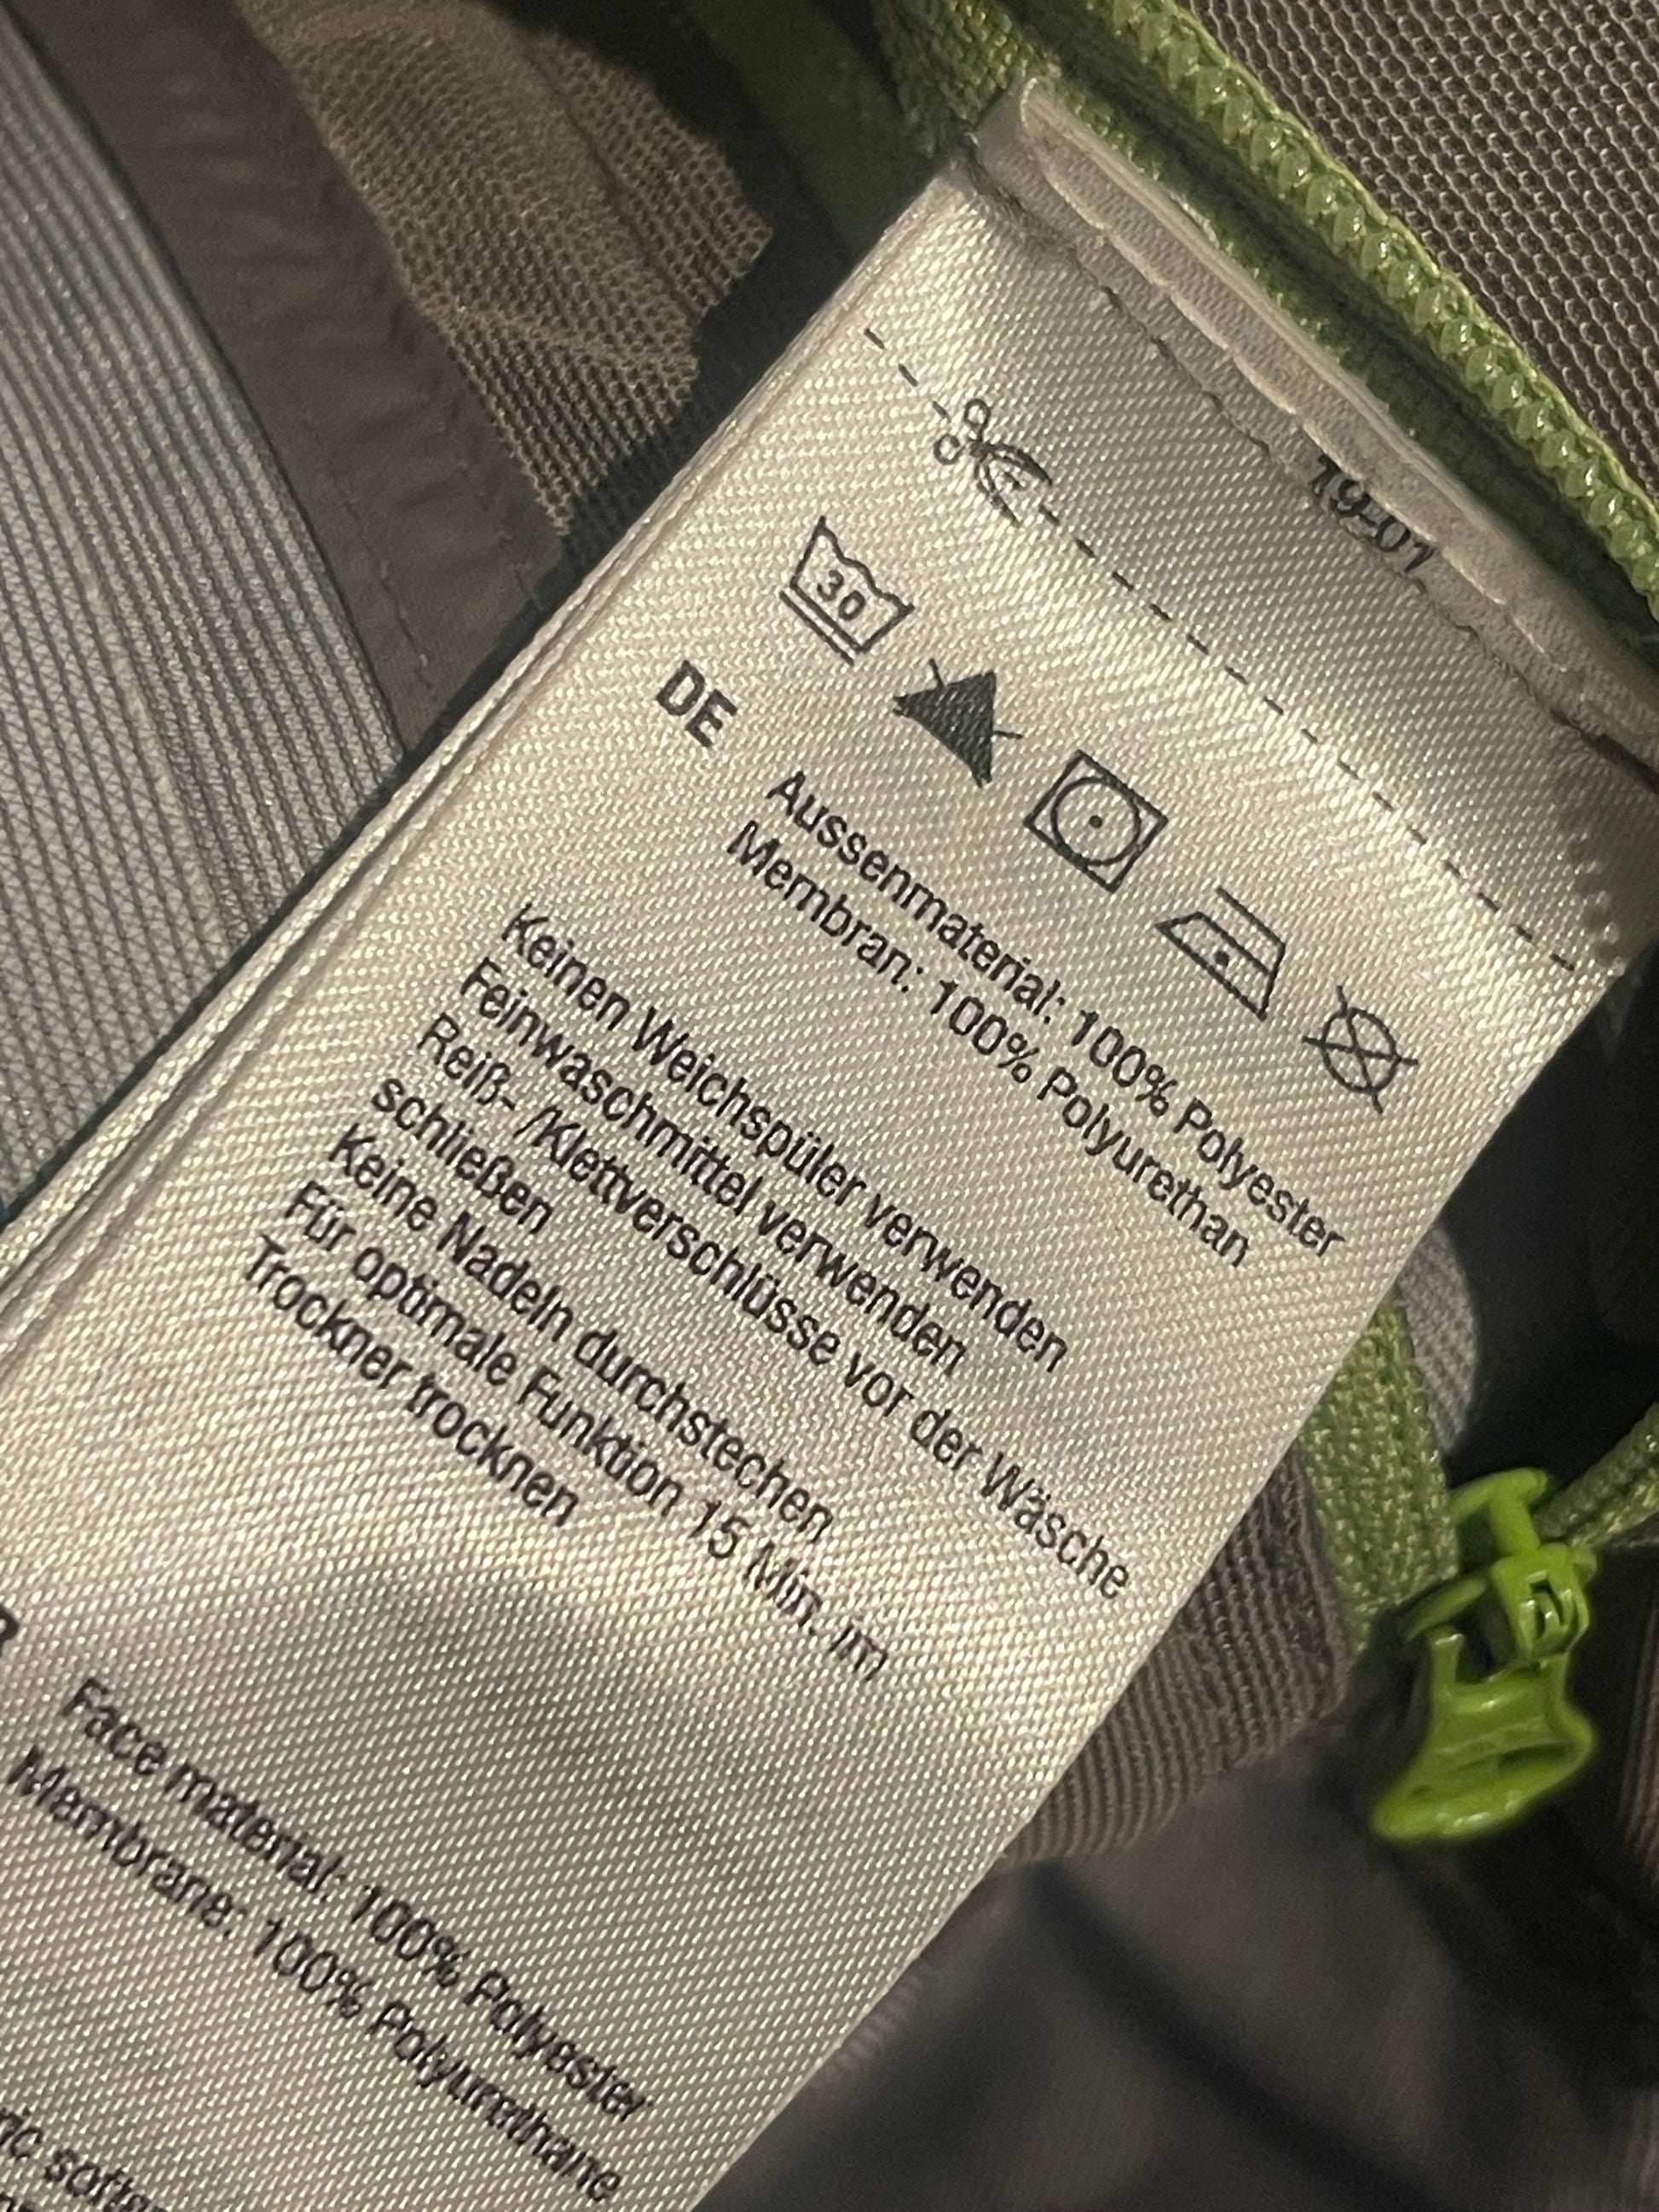 19-01
30
DE
Aussenmaterial: 100% Polyester
Membran: 100% Polyurethan
Keinen Weichspüler verwenden
Feinwaschmittel verwenden
Reiß- /Klettverschlüsse vor der Wäsche
schließen
Keine Nadeln durchstechen
Für optimale Funktion 15 Min. im
Trockner trocknen
Face material: 100% Polyester
Membrane: 100% Polyurethane